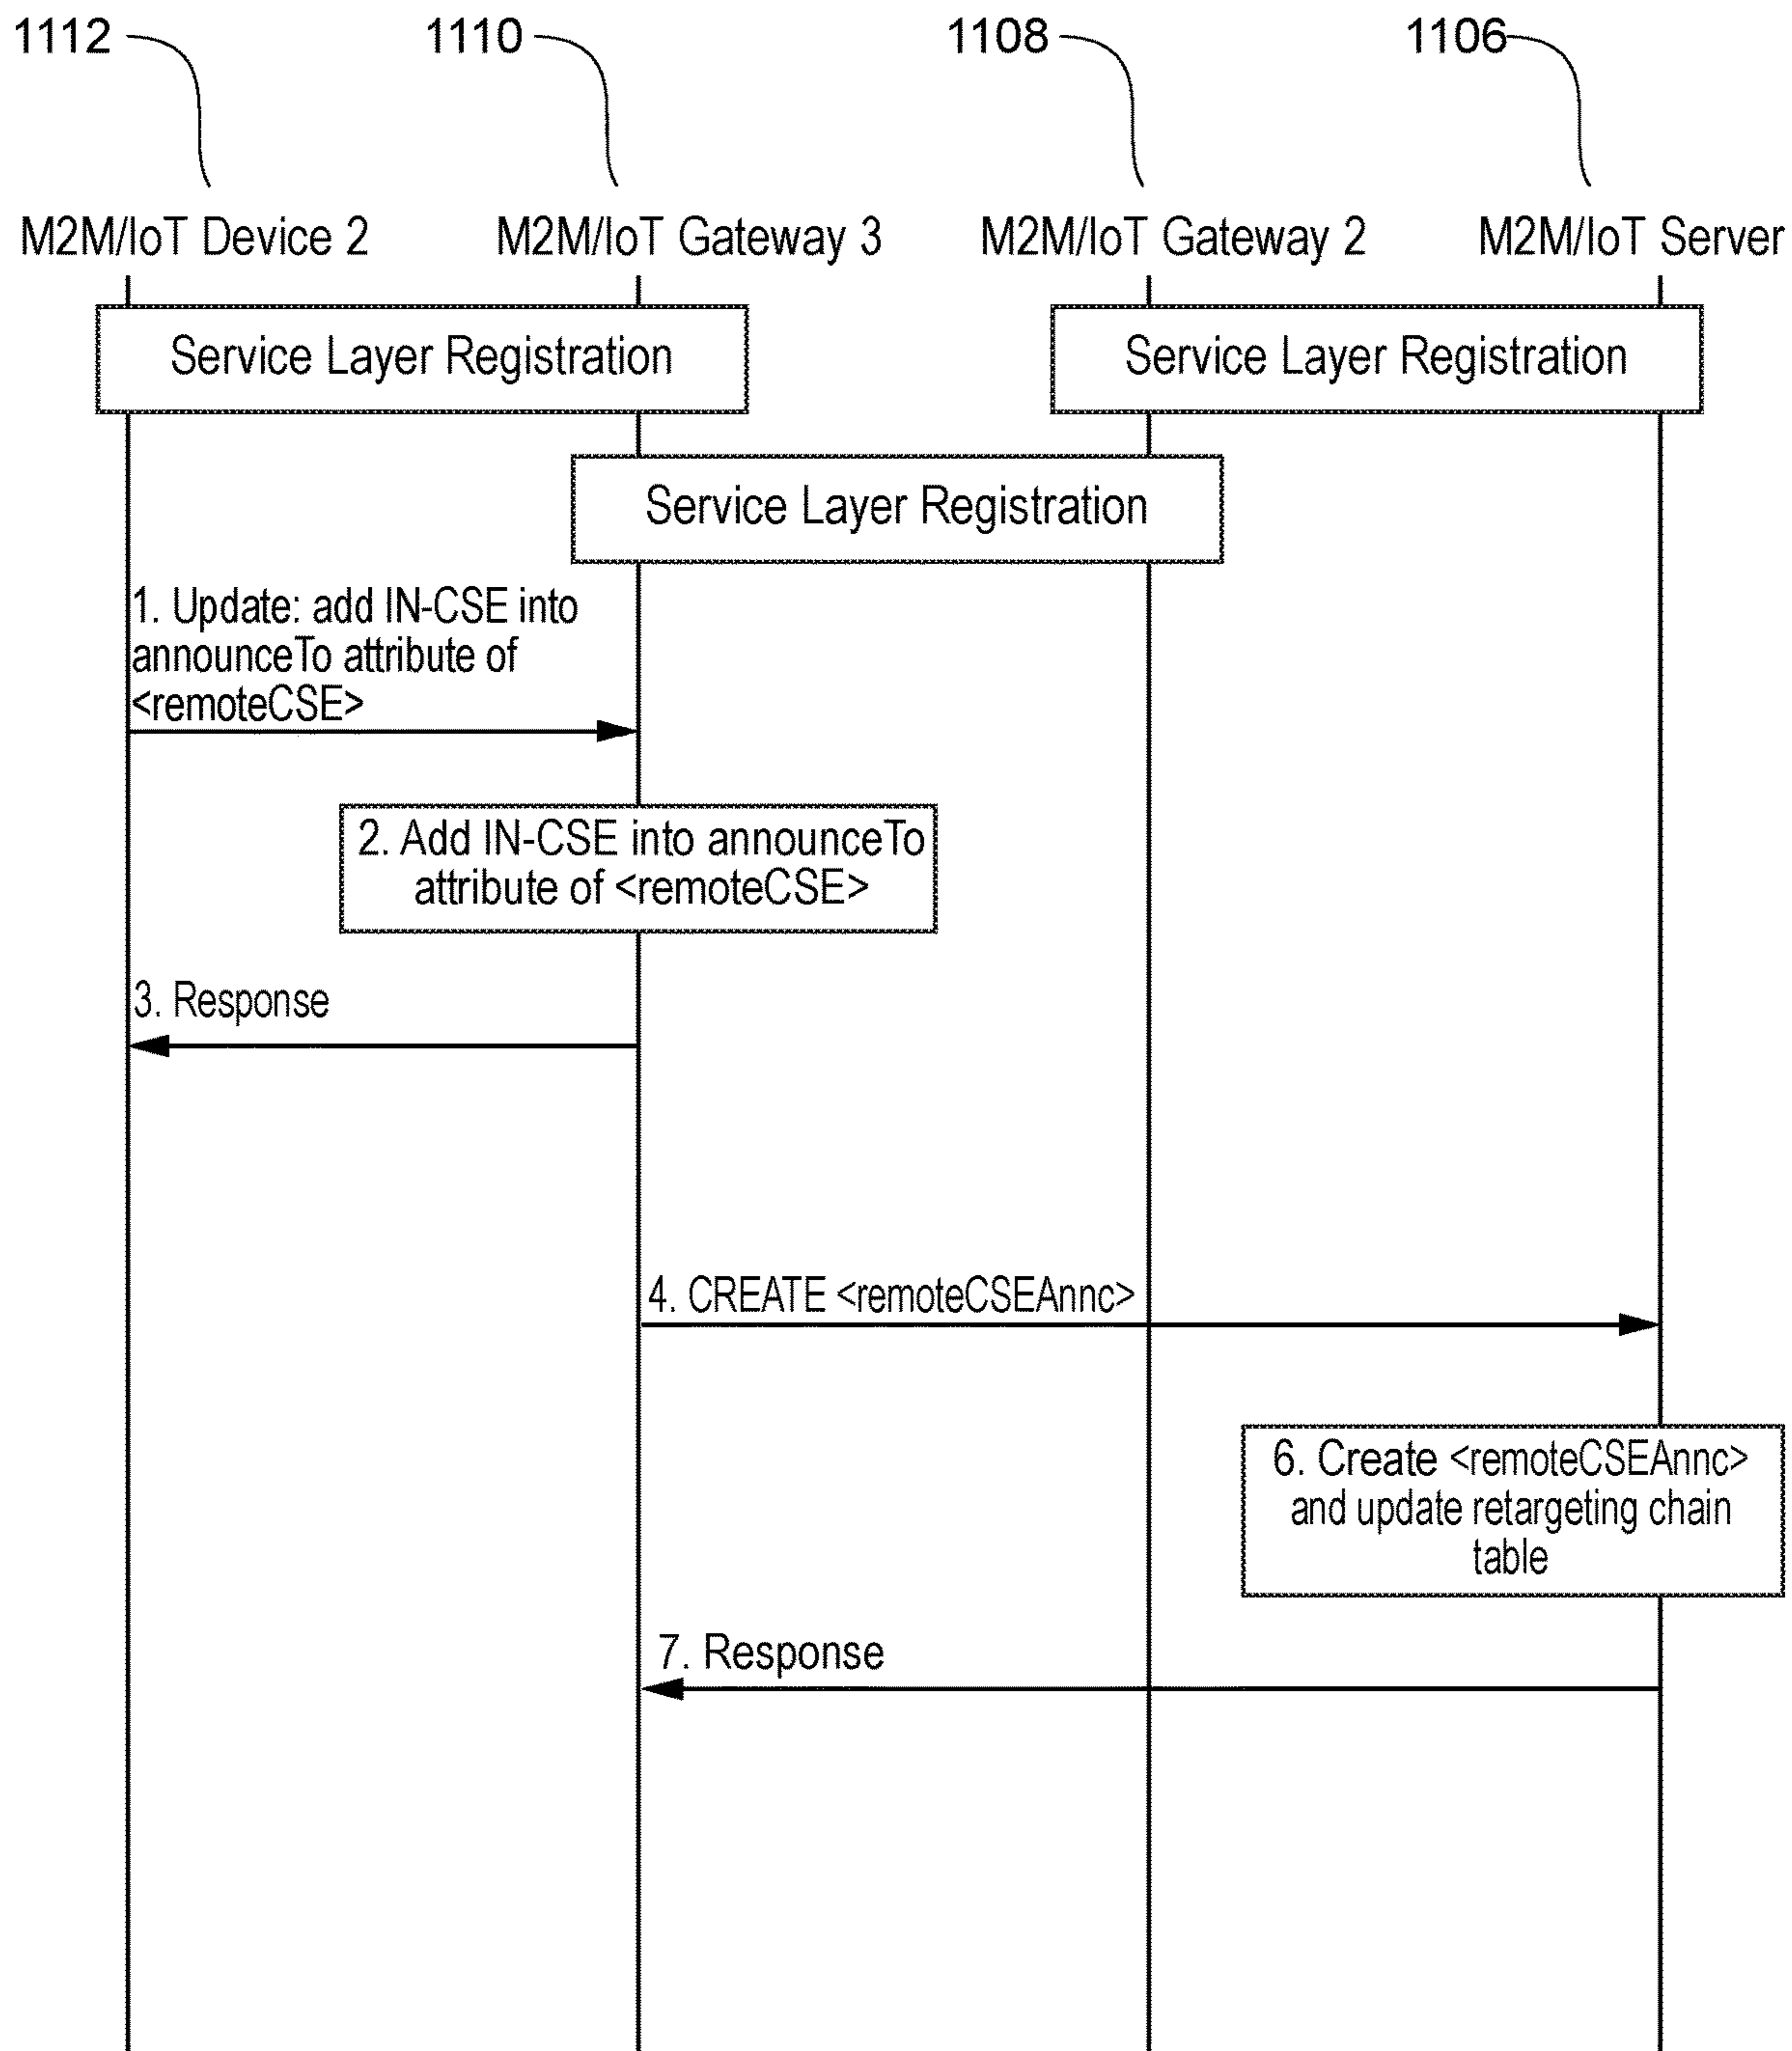 1112 1110 1108 1106
M2M/IoT Device 2 M2M/IoT Gateway 3 M2M/IoT Gateway 2 M2M/IoT Server
Service Layer Registration Service Layer Registration
Service Layer Registration
1. Update: add IN-CSE into
announceTo attribute of
<remoteCSE>
2. Add IN-CSE into announceTo
attribute of <remoteCSE>
3. Response
4. CREATE <remoteCSEAnnc>
6. Create <remoteCSEAnnc>
and update retargeting chain
table
7. Response